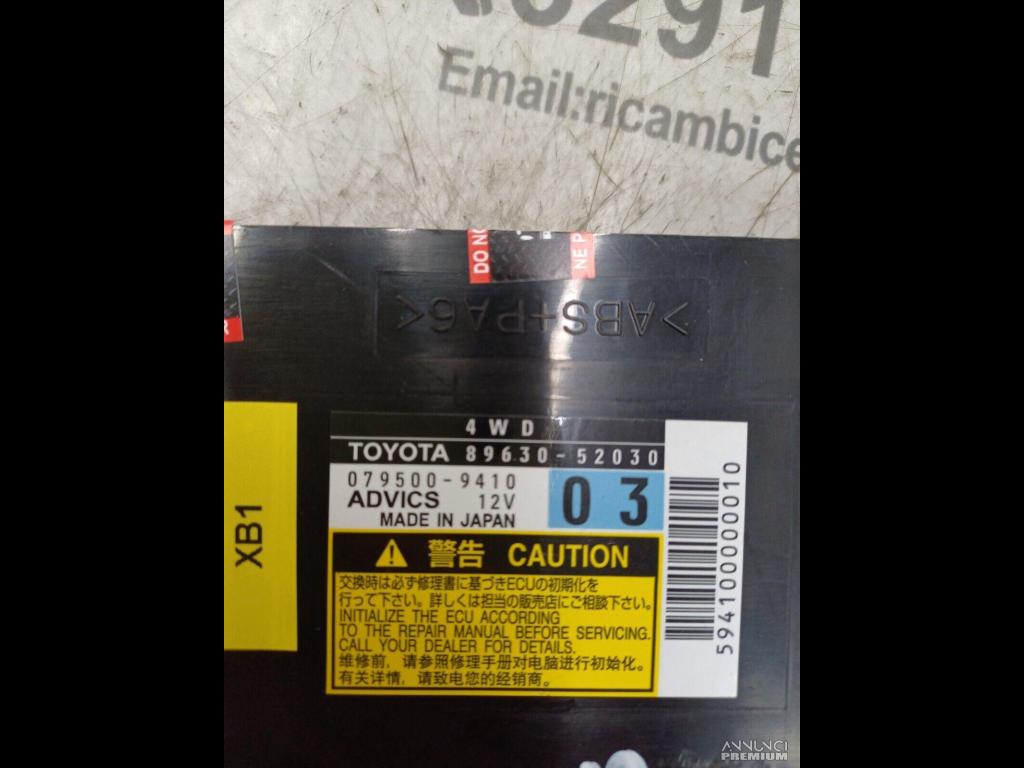 6291
Email:ricambice
DO NO
NE P
>ABS+PA6<
XB1
4WD
TOYOTA 89630-52030
079500-9410
ADVICS 12V
MADE IN JAPAN
03
警告 CAUTION
交換時は必ず修理書に基づきECUの初期化を
行って下さい。詳しくは担当の販売店にご相談下さい。
INITIALIZE THE ECU ACCORDING
TO THE REPAIR MANUAL BEFORE SERVICING.
CALL YOUR DEALER FOR DETAILS.
维修前，请参照修理手册对电脑进行初始化。
有关详情，请致电您的经销商。
594100000010
ANNUNCI
PREMIUM